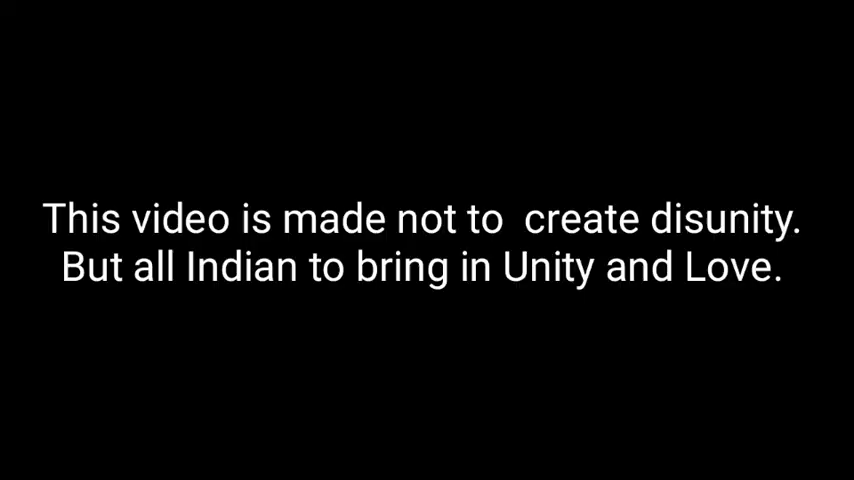 This video is made not to  create disunity.
But all Indian to bring in Unity and Love.